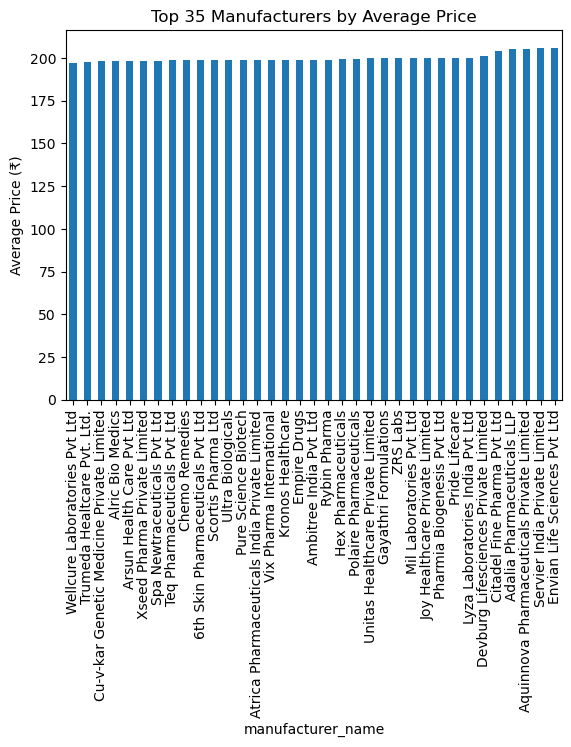 Top 35 Manufacturers by Average Price
Average Price (₹)
200
175
150
125
100
75
50
25
0
Wellcure Laboratories Pvt Ltd
Trumeda Healtcare Pvt. Ltd.
Cu-v-kar Genetic Medicine Private Limited
Alric Bio Medics
Arsun Health Care Pvt Ltd
Xseed Pharma Private Limited
Spa Newtraceuticals Pvt Ltd
Teq Pharmaceuticals Pvt Ltd
Chemo Remedies
6th Skin Pharmaceuticals Pvt Ltd
Scortis Pharma Ltd
Ultra Biologicals
Pure Science Biotech
Atrica Pharmaceuticals India Private Limited
Vix Pharma International
Kronos Healthcare
Empire Drugs
Ambitree India Pvt Ltd
Rybin Pharma
Hex Pharmaceuticals
Polaire Pharmaceuticals
Unitas Healthcare Private Limited
Gayathri Formulations
ZRS Labs
Mil Laboratories Pvt Ltd
Joy Healthcare Private Limited
Pharmia Biogenesis Pvt Ltd
Pride Lifecare
Lyza Laboratories India Pvt Ltd
Devburg Lifesciences Private Limited
Citadel Fine Pharma Pvt Ltd
Adalia Pharmaceuticals LLP
Aquinnova Pharmaceuticals Private Limited
Servier India Private Limited
Envian Life Sciences Pvt Ltd
manufacturer_name